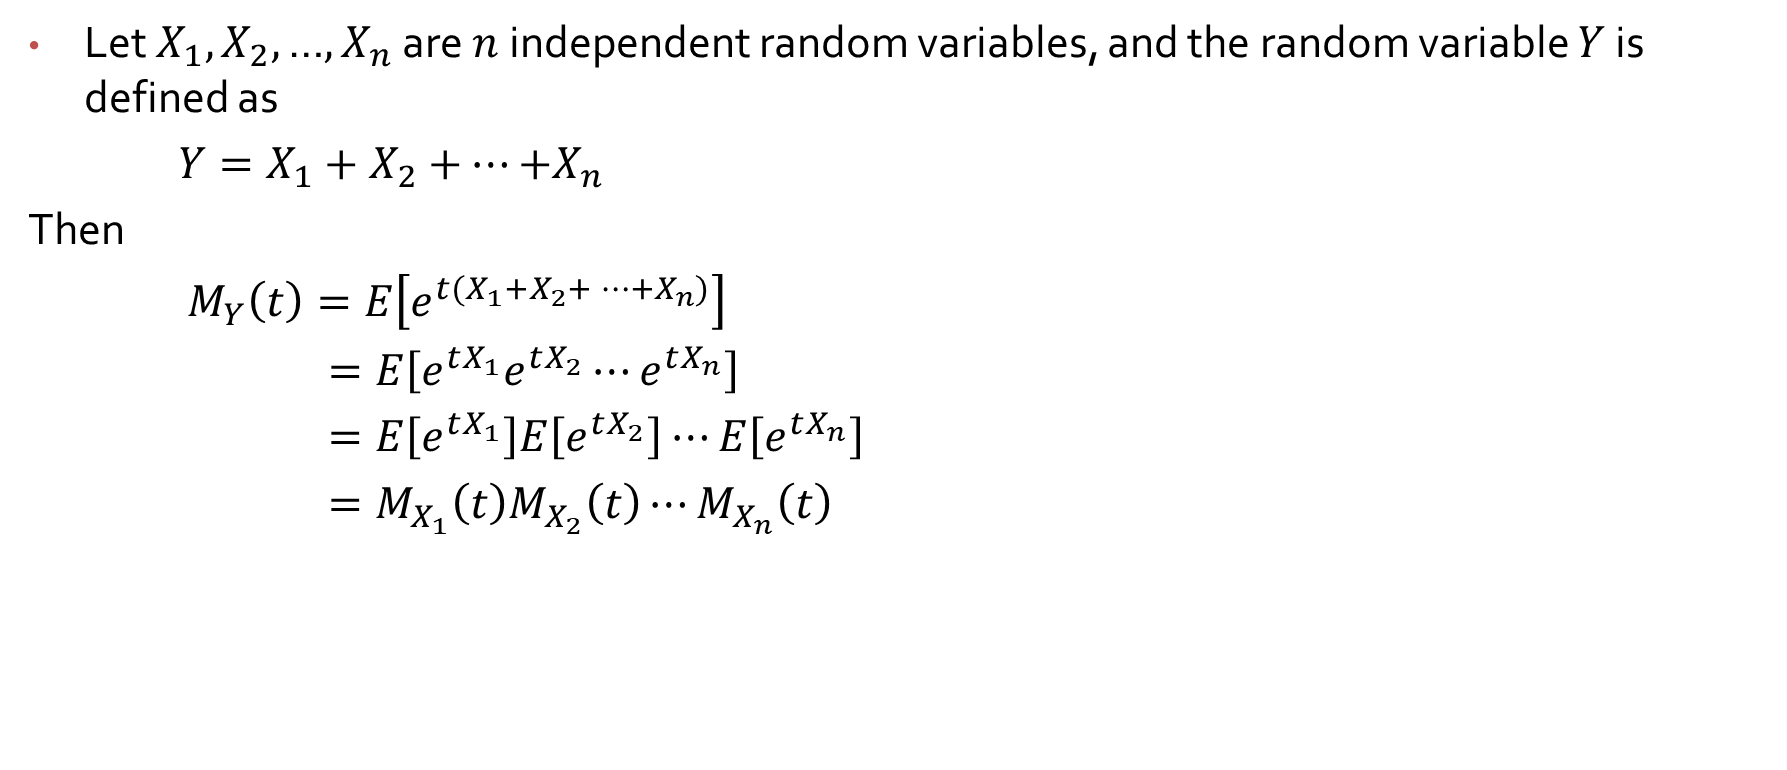 • Let X₁, X₂, …, Xₙ are n independent random variables, and the random variable Y is
defined as
Y = X₁ + X₂ + ⋯ +Xₙ
Then
M_Y(t) = E[e^{t(X₁+X₂+ ⋯+Xₙ)}]
= E[e^{tX₁}e^{tX₂} ⋯ e^{tXₙ}]
= E[e^{tX₁}]E[e^{tX₂}] ⋯ E[e^{tXₙ}]
= M_{X₁}(t)M_{X₂}(t) ⋯ M_{Xₙ}(t)